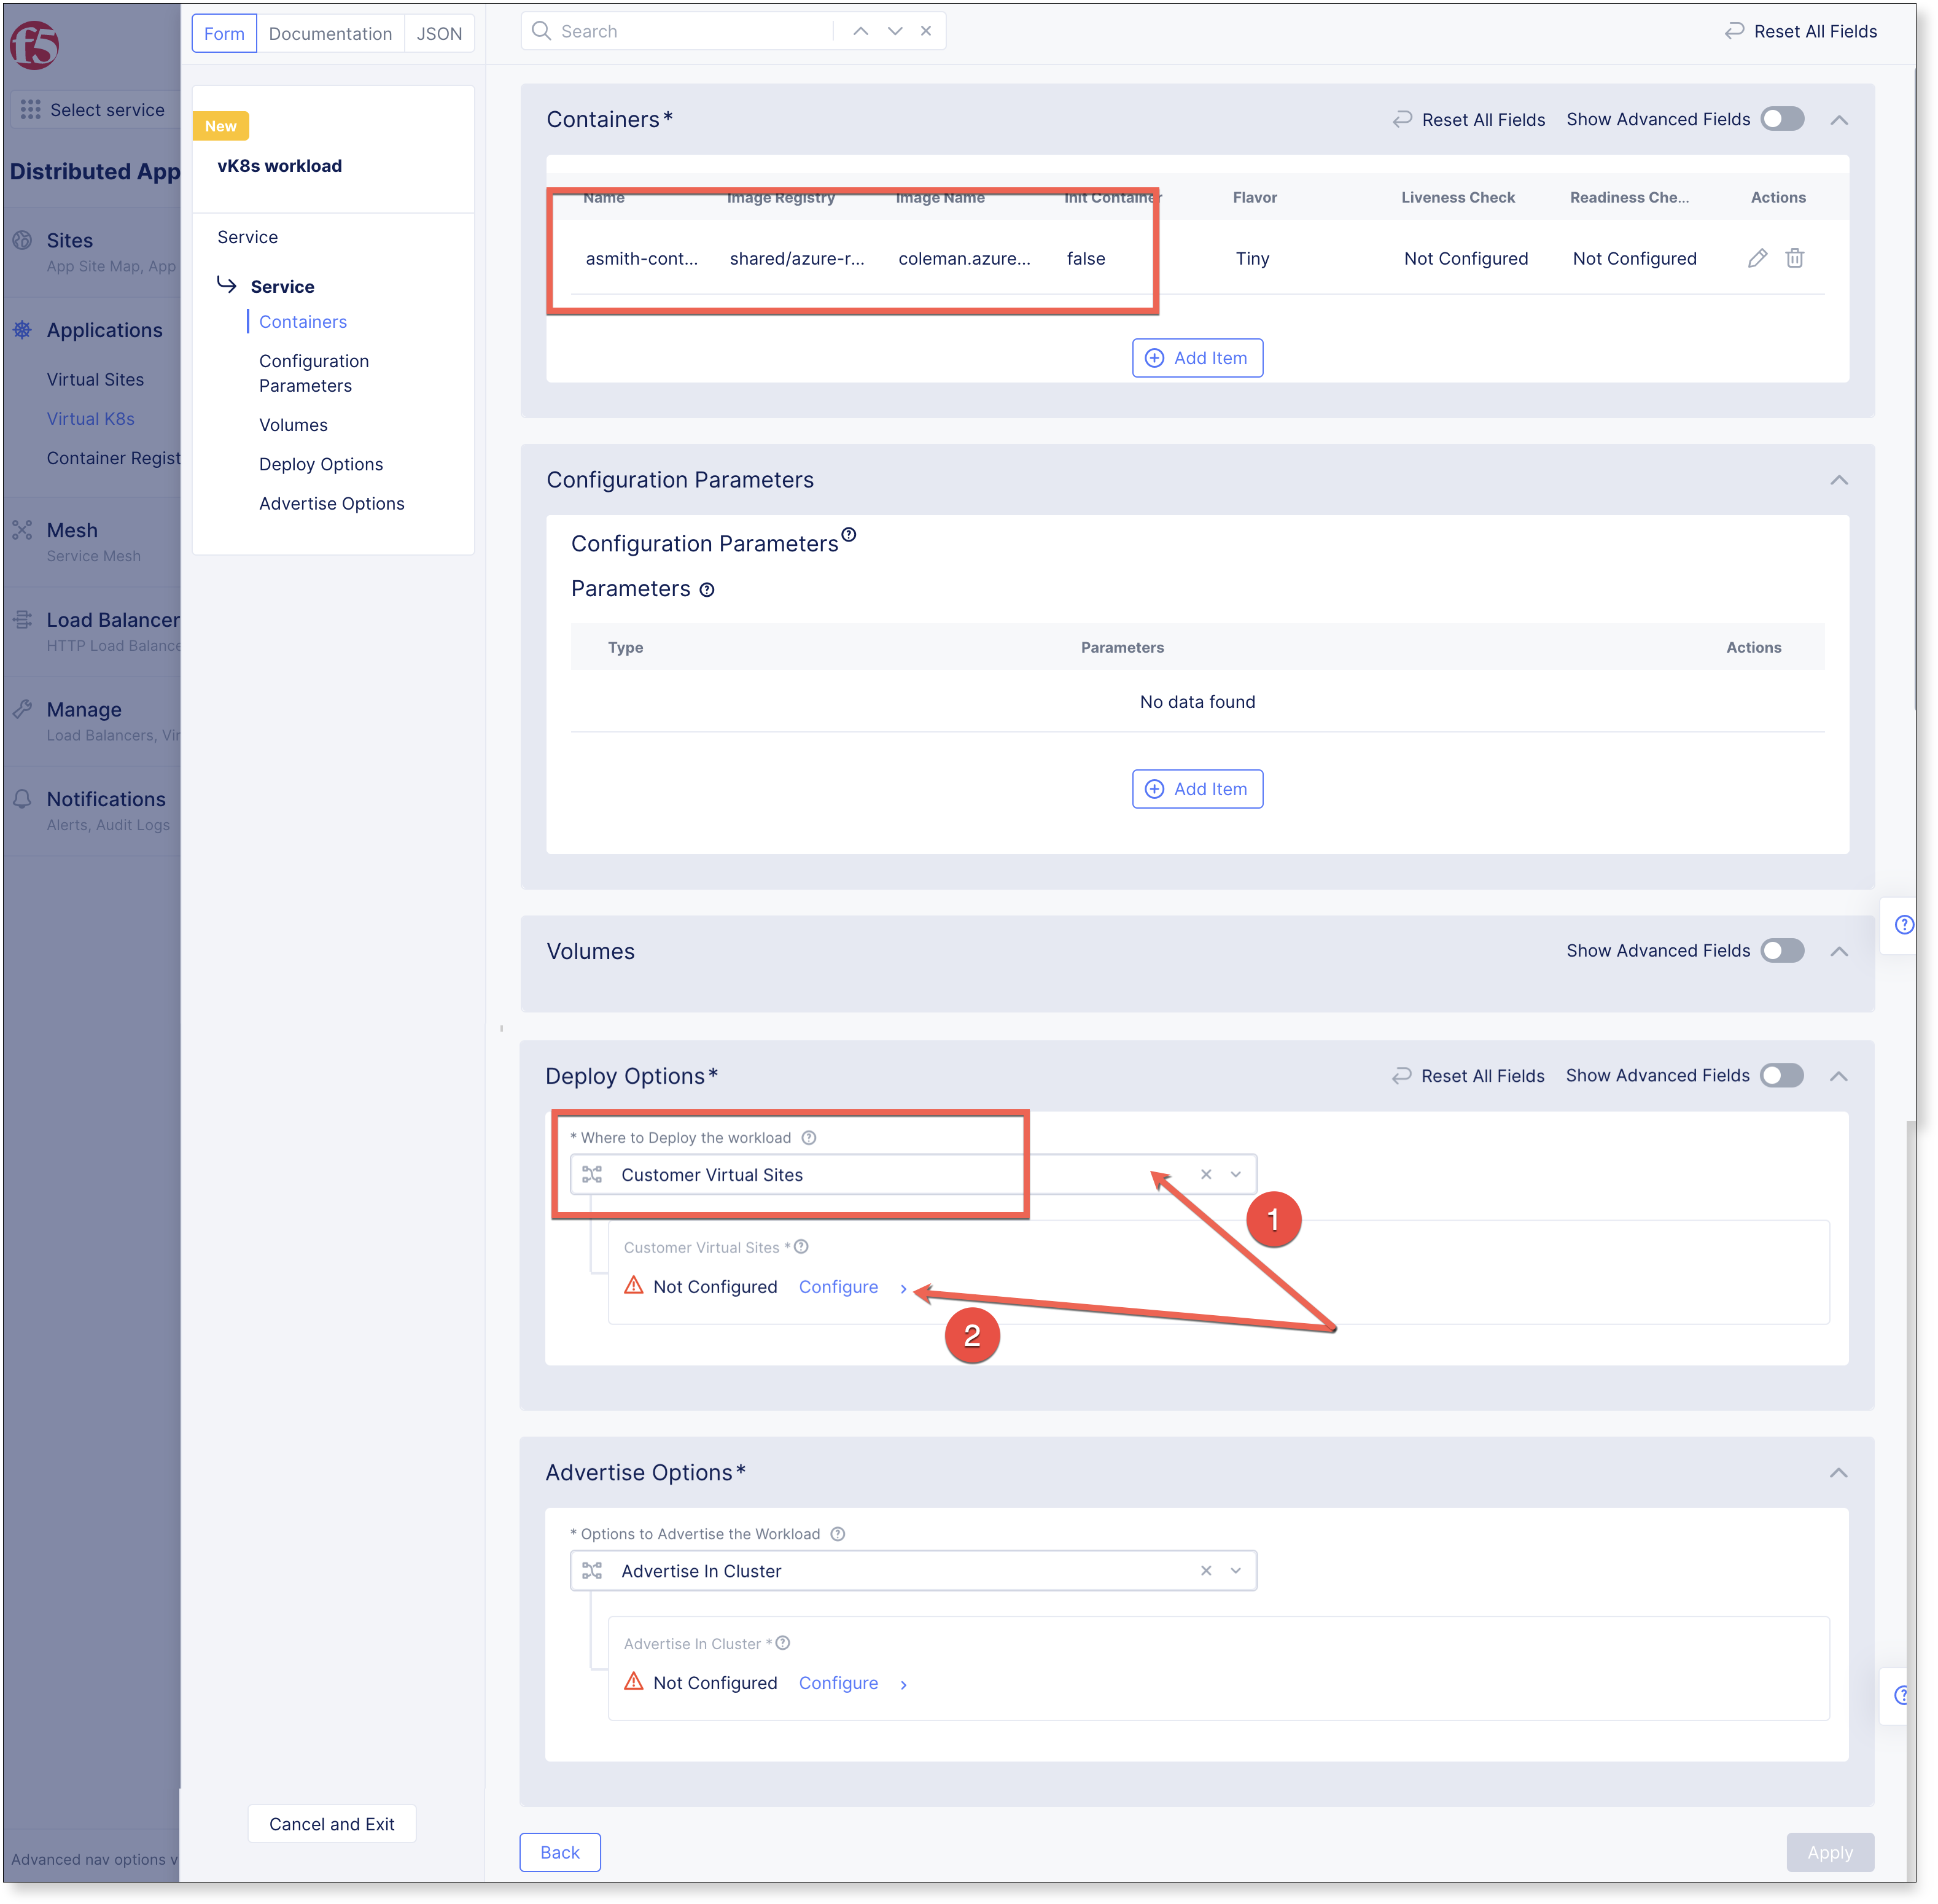 f5
Select service
Distributed App
Sites
App Site Map, App
Applications
Virtual Sites
Virtual K8s
Container Regist
Mesh
Service Mesh
Load Balancer
HTTP Load Balance
Manage
Load Balancers, Vir
Notifications
Alerts, Audit Logs
Advanced nav options v
Form Documentation JSON
New
vK8s workload
Service
Service
Containers
Configuration
Parameters
Volumes
Deploy Options
Advertise Options
Cancel and Exit
Search
Reset All Fields
Containers* Reset All Fields Show Advanced Fields
Name Image Registry Image Name Init Container Flavor Liveness Check Readiness Che... Actions
asmith-cont... shared/azure-r... coleman.azure... false Tiny Not Configured Not Configured
Add Item
Configuration Parameters
Configuration Parameters
Parameters
Type Parameters Actions
No data found
Add Item
Volumes Show Advanced Fields
Deploy Options* Reset All Fields Show Advanced Fields
* Where to Deploy the workload
Customer Virtual Sites
1
Customer Virtual Sites *
Not Configured Configure
2
Advertise Options*
* Options to Advertise the Workload
Advertise In Cluster
Advertise In Cluster *
Not Configured Configure
Back Apply